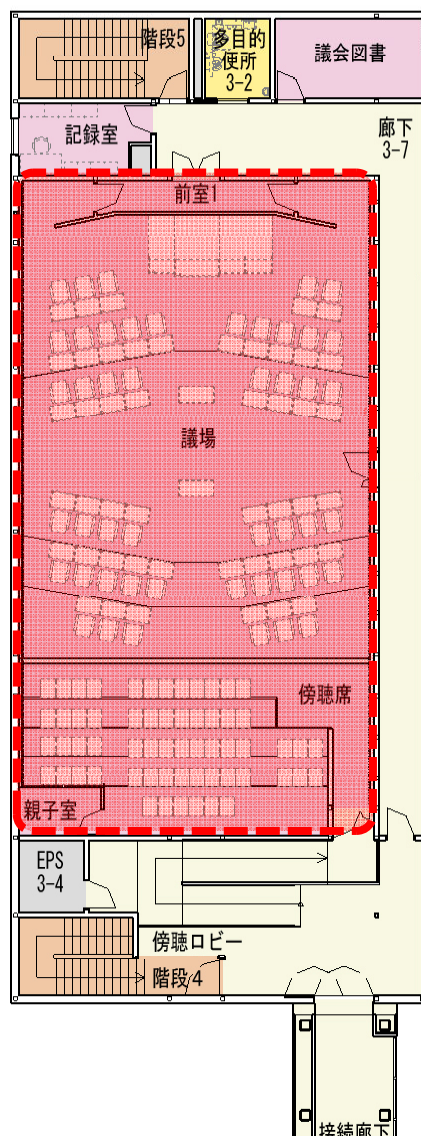 階段5
多目的
便所
3-2
議会図書
記録室
廊下
3-7
前室1
議場
傍聴席
親子室
EPS
3-4
傍聴ロビー
階段4
接続廊下